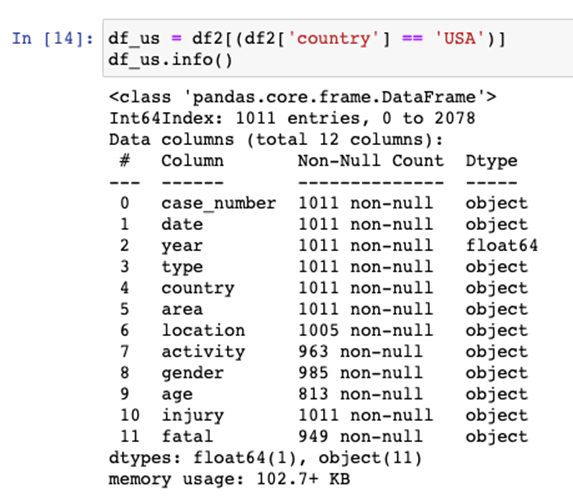 In [14]: df_us = df2[(df2['country'] == 'USA')]
df_us.info()
<class 'pandas.core.frame.DataFrame'>
Int64Index: 1011 entries, 0 to 2078
Data columns (total 12 columns):
 #   Column       Non-Null Count  Dtype
---  ------       --------------  -----
 0   case_number  1011 non-null   object
 1   date         1011 non-null   object
 2   year         1011 non-null   float64
 3   type         1011 non-null   object
 4   country      1011 non-null   object
 5   area         1011 non-null   object
 6   location     1005 non-null   object
 7   activity     963 non-null    object
 8   gender       985 non-null    object
 9   age          813 non-null    object
 10  injury       1011 non-null   object
 11  fatal        949 non-null    object
dtypes: float64(1), object(11)
memory usage: 102.7+ KB